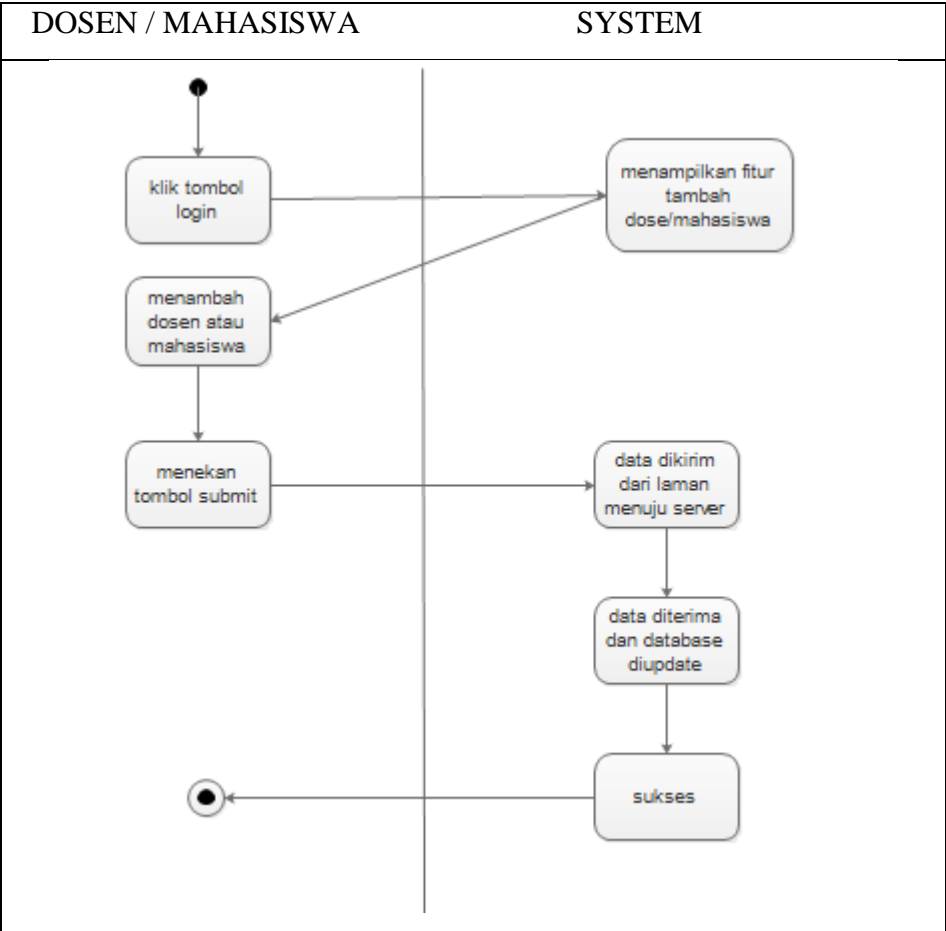 DOSEN / MAHASISWA
SYSTEM
klik tombol
login
menampilkan fitur
tambah
dose/mahasiswa
menambah
dosen atau
mahasiswa
menekan
tombol submit
data dikirim
dari laman
menuju server
data diterima
dan database
diupdate
sukses